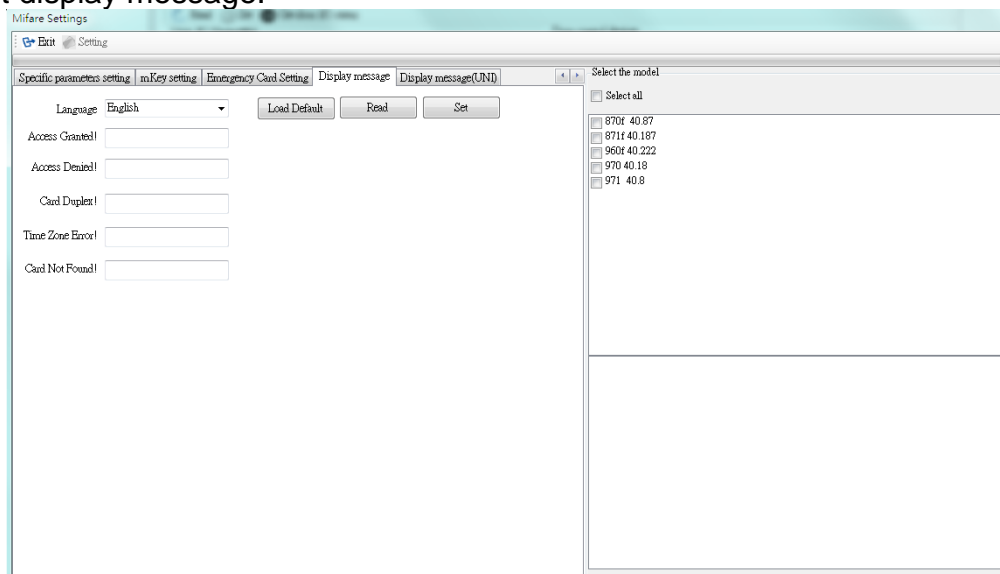 t display message.
Mifare Settings
Exit Setting
Specific parameters setting mKey setting Emergency Card Setting Display message Display message(UNI)
Select the model
Select all
Language English Load Default Read Set
Access Granted!
Access Denied!
Card Duplex!
Time Zone Error!
Card Not Found!
870f 40.87
871f 40.187
960f 40.222
970 40.18
971 40.8